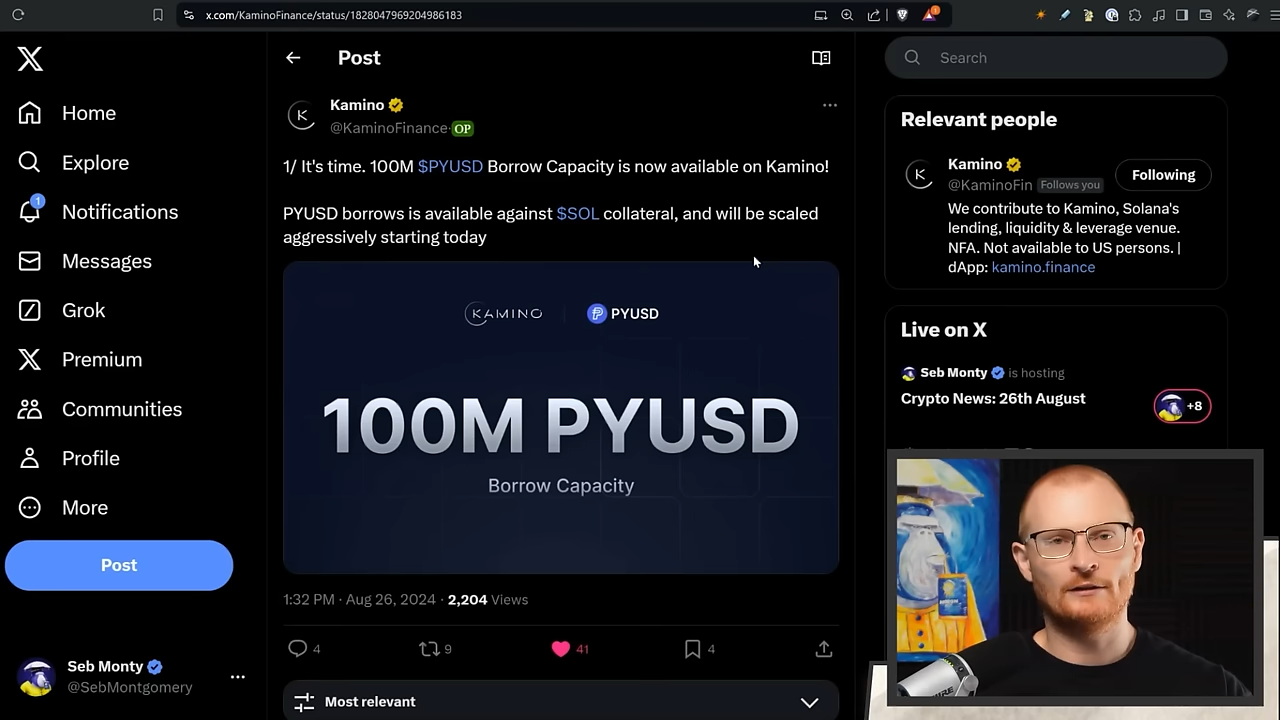 x.com/KaminoFinance/status/1828047969204986183
Home
Explore
1
Notifications
Messages
Grok
Premium
Communities
Profile
More
Post
Seb Monty
@SebMontgomery
Post
Kamino
@KaminoFinance OP
1/ It's time. 100M $PYUSD Borrow Capacity is now available on Kamino!
PYUSD borrows is available against $SOL collateral, and will be scaled
aggressively starting today
KAMINO PYUSD
100M PYUSD
Borrow Capacity
1:32 PM · Aug 26, 2024 · 2,204 Views
4 9 41 4
Most relevant
Search
Relevant people
Kamino
@KaminoFin Follows you
Following
We contribute to Kamino, Solana's
lending, liquidity & leverage venue.
NFA. Not available to US persons. |
dApp: kamino.finance
Live on X
Seb Monty is hosting
Crypto News: 26th August
+8